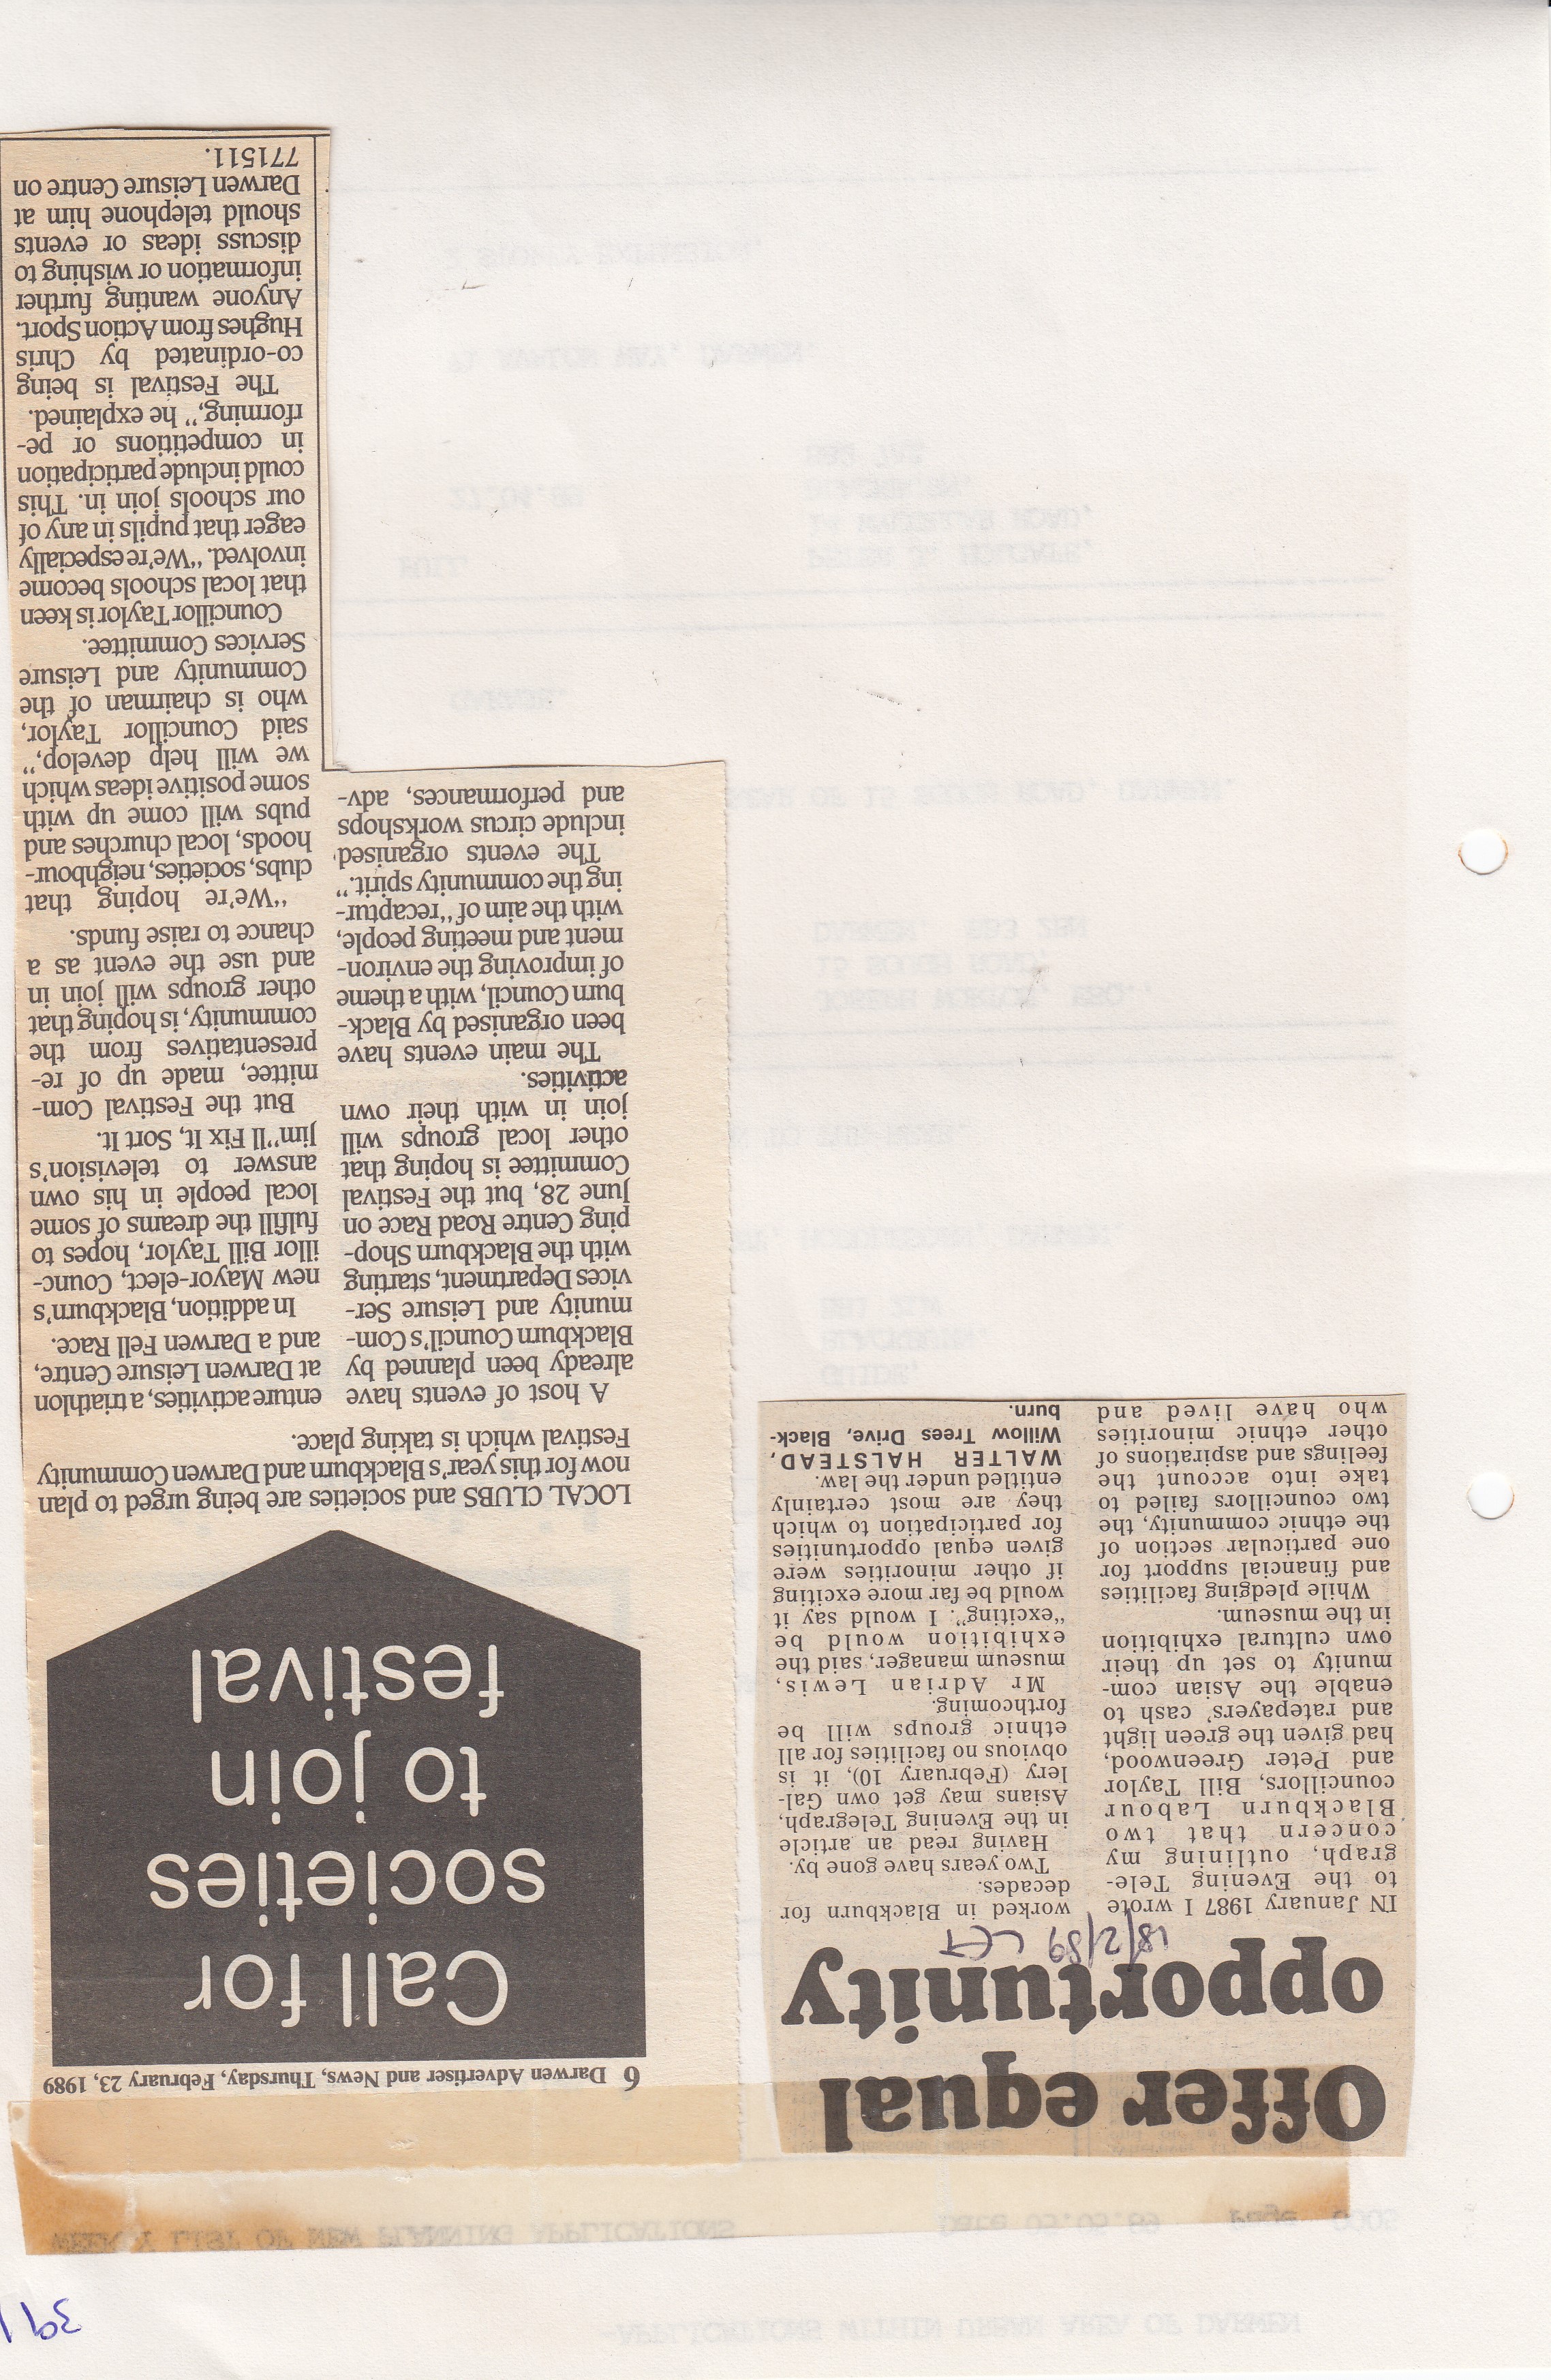 Offer equal
opportunity
18/2/89 LET
IN January 1987 I wrote
to the Evening Tele-
graph, outlining my
concern that two
Blackburn Labour
councillors, Bill Taylor
and Peter Greenwood,
had given the green light
and ratepayers' cash to
enable the Asian com-
munity to set up their
own cultural exhibition
in the museum.
While pledging facilities
and financial support for
one particular section of
the ethnic community, the
two councillors failed to
take into account the
feelings and aspirations of
other ethnic minorities
who have lived and
worked in Blackburn for
decades.
Two years have gone by.
Having read an article
in the Evening Telegraph,
Asians may get own Gal-
lery (February 10), it is
obvious no facilities for all
ethnic groups will be
forthcoming.
Mr Adrian Lewis,
museum manager, said the
exhibition would be
"exciting". I would say it
would be far more exciting
if other minorities were
given equal opportunities
for participation to which
they are most certainly
entitled under the law.
WALTER HALSTEAD,
Willow Trees Drive, Black-
burn.
6 Darwen Advertiser and News, Thursday, February 23, 1989
Call for
societies
to join
festival
LOCAL CLUBS and societies are being urged to plan
now for this year's Blackburn and Darwen Community
Festival which is taking place.
A host of events have
already been planned by
Blackburn Council's Com-
munity and Leisure Ser-
vices Department, starting
with the Blackburn Shop-
ping Centre Road Race on
June 28, but the Festival
Committee is hoping that
other local groups will
join in with their own
activities.
The main events have
been organised by Black-
burn Council, with a theme
of improving the environ-
ment and meeting people,
with the aim of "recaptur-
ing the community spirit."
The events organised
include circus workshops
and performances, adv-
enture activities, a triathlon
at Darwen Leisure Centre,
and a Darwen Fell Race.
In addition, Blackburn's
new Mayor-elect, Counc-
illor Bill Taylor, hopes to
fulfill the dreams of some
local people in his own
answer to television's
Jim"ll Fix It, Sort It.
But the Festival Com-
mittee, made up of re-
presentatives from the
community, is hoping that
other groups will join in
and use the event as a
chance to raise funds.
"We're hoping that
clubs, societies, neighbour-
hoods, local churches and
pubs will come up with
some positive ideas which
we will help develop,"
said Councillor Taylor,
who is chairman of the
Community and Leisure
Services Committee.
Councillor Taylor is keen
that local schools become
involved. "We're especially
eager that pupils in any of
our schools join in. This
could include participation
in competitions or pe-
rforming," he explained.
The Festival is being
co-ordinated by Chris
Hughes from Action Sport.
Anyone wanting further
information or wishing to
discuss ideas or events
should telephone him at
Darwen Leisure Centre on
771511.